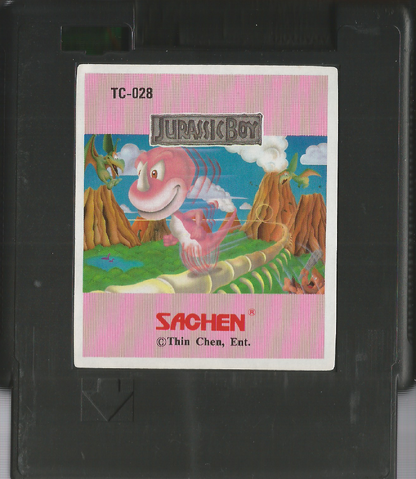 TC-028
JURASSIC BOY
SACHEN®
©Thin Chen, Ent.